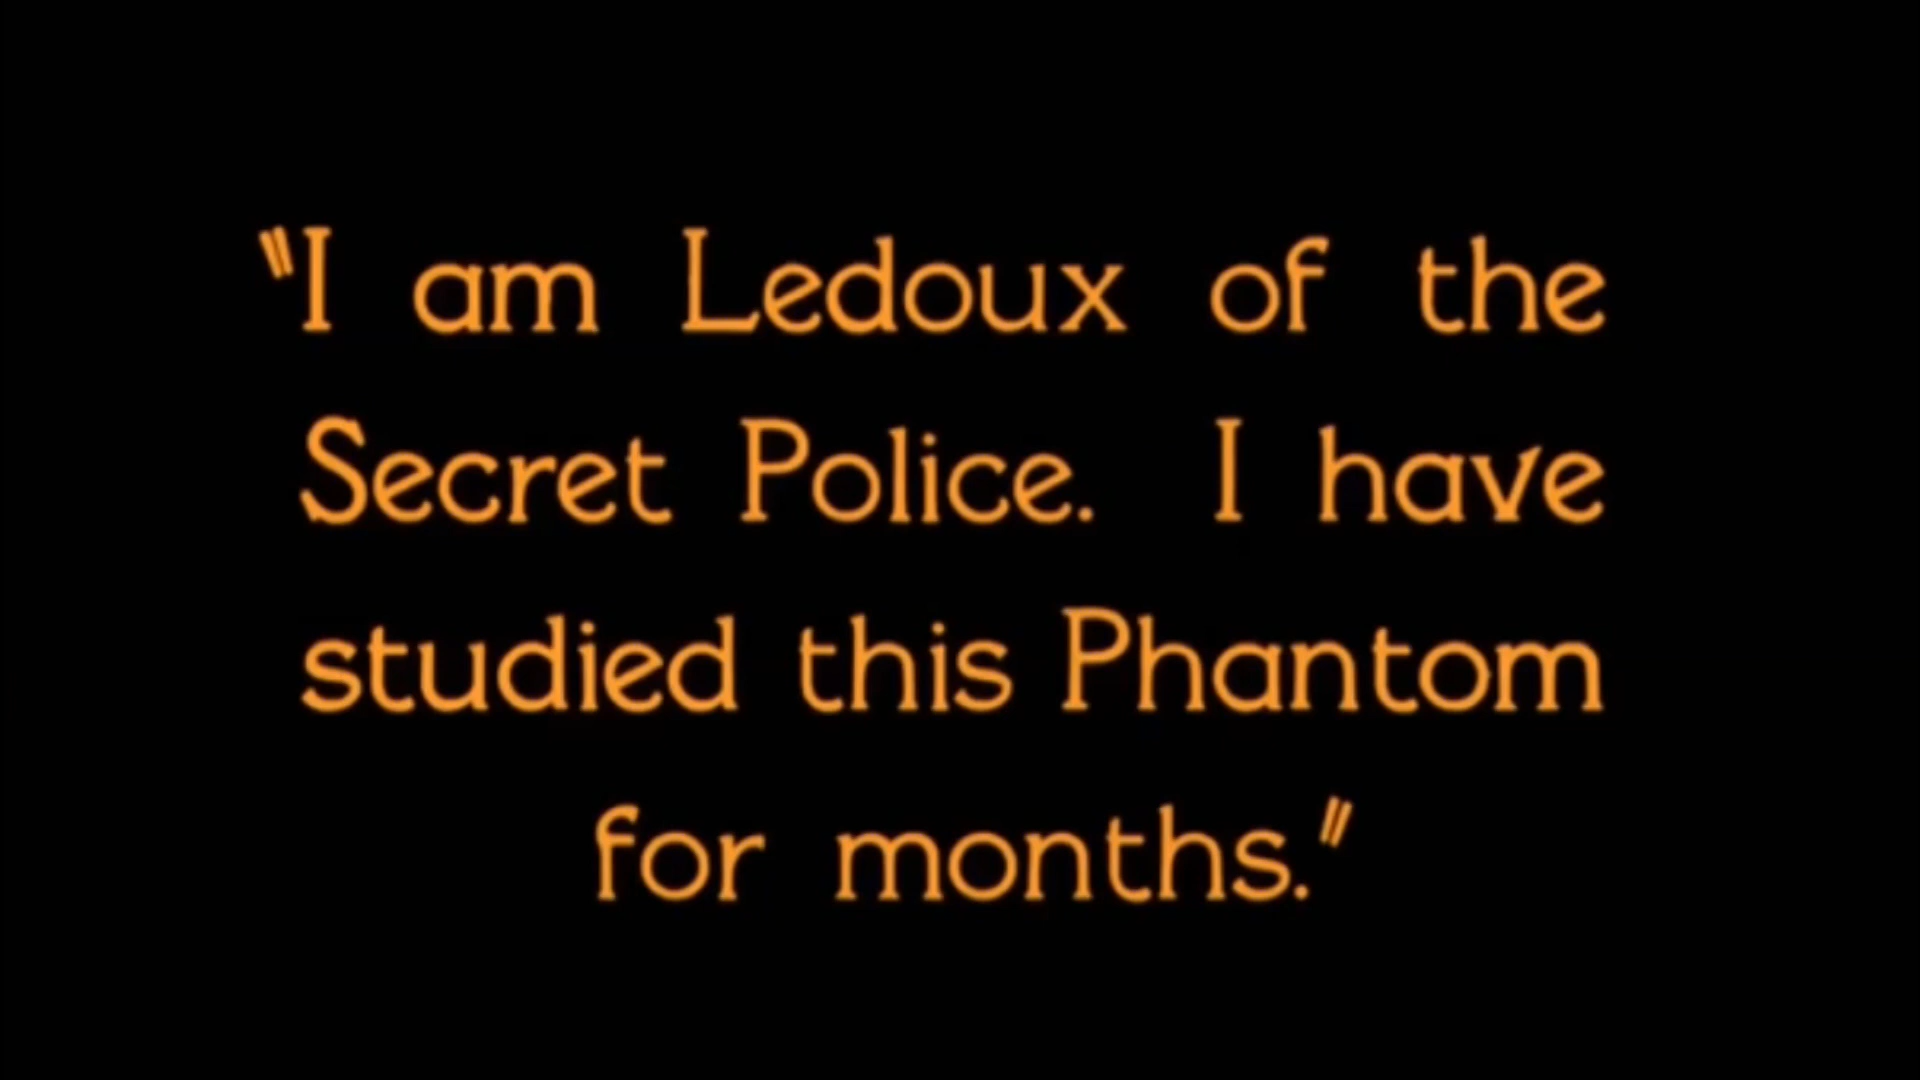 "I am Ledoux of the
Secret Police. I have
studied this Phantom
for months."